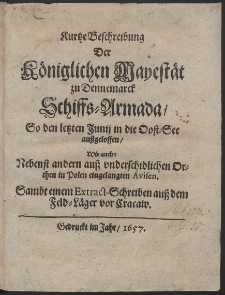 Kurtze Beschreibung
Der
Königlichen Mayestät
zu Dennemarck
Schiffs-Armada/
So den letzten Junij in die Oost-See
außgeloffen/
Wie auch:
Nebenst andern auß vnderschidlichen Or-
then in Polen eingelangten Avisen.
Sambt einem Extract-Schreiben auß dem
Feld-Läger vor Cracaw.
Gedruckt im Jahr/ 1657.